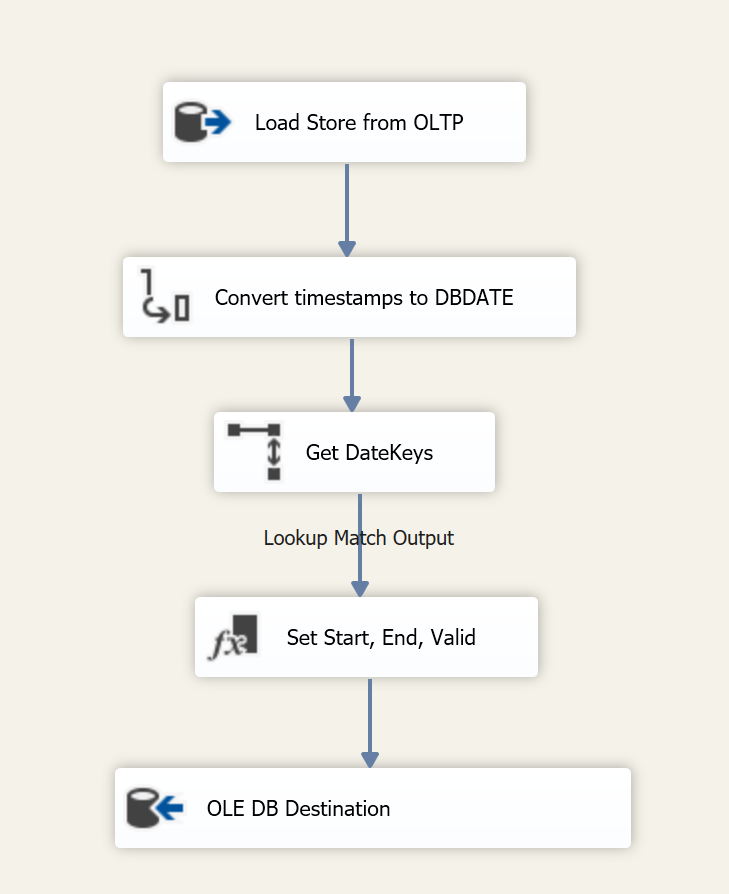 Load Store from OLTP
Convert timestamps to DBDATE
Get DateKeys
Lookup Match Output
Set Start, End, Valid
OLE DB Destination